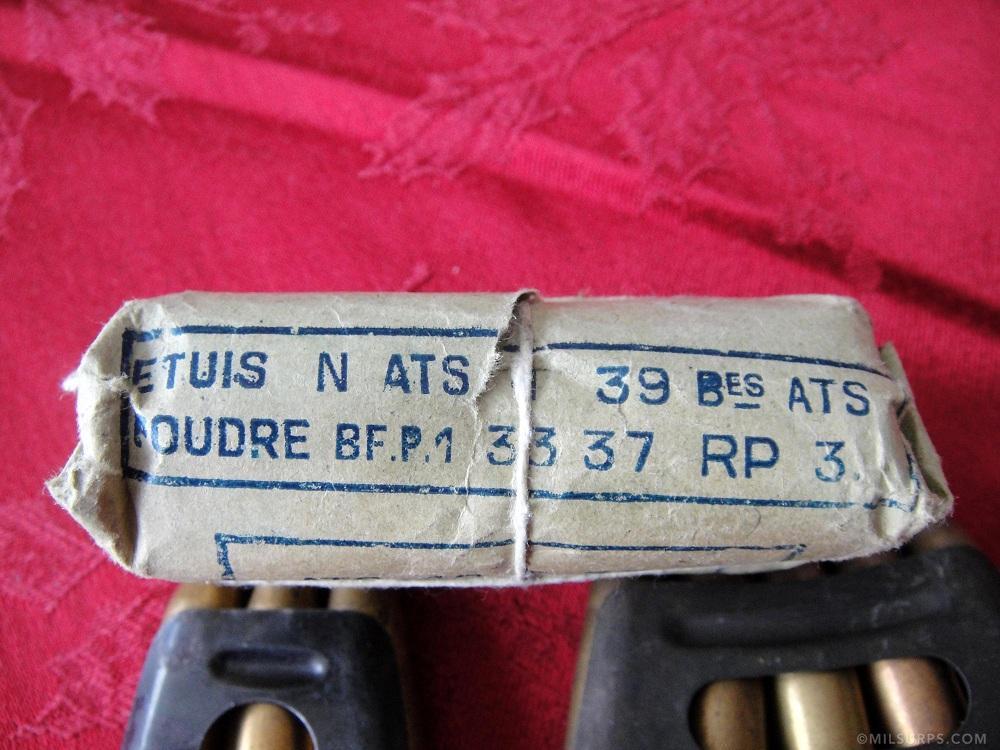 ETUIS N ATS 39 BES ATS
POUDRE BF.P.1 33 37 RP 3.
©MILSURPS.COM